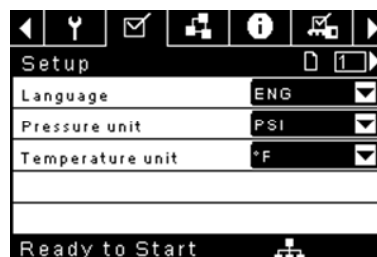 Setup 1
Language ENG
Pressure unit PSI
Temperature unit °F
Ready to Start